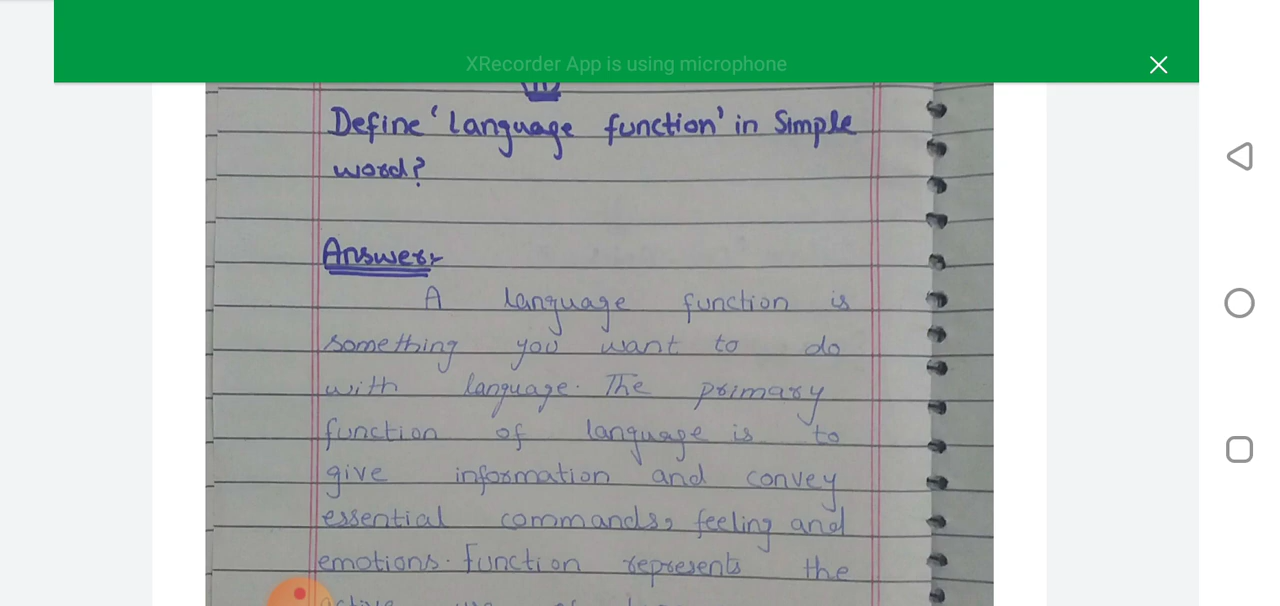 XRecorder App is using microphone
Define 'language function' in Simple
word?
Answer:-
A language function is
something you want to do
with language. The primary
function of language is to
give information and convey
essential commands, feeling and
emotions. Function represents the